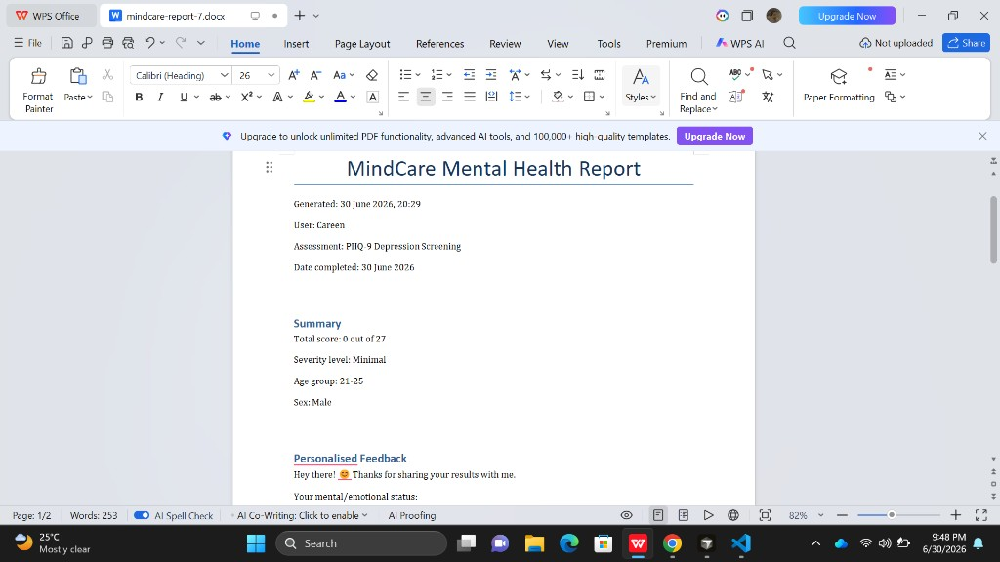 WPS Office
mindcare-report-7.docx
Upgrade Now
File
Home
Insert
Page Layout
References
Review
View
Tools
Premium
WPS AI
Not uploaded
Share
Format
Painter
Paste
Calibri (Heading)
26
Styles
Find and
Replace
Paper Formatting
Upgrade to unlock unlimited PDF functionality, advanced AI tools, and 100,000+ high-quality templates.
Upgrade Now
MindCare Mental Health Report
Generated: 30 June 2026, 20:29
User: Careen
Assessment: PHQ-9 Depression Screening
Date completed: 30 June 2026
Summary
Total score: 0 out of 27
Severity level: Minimal
Age group: 21-25
Sex: Male
Personalised Feedback
Hey there! 😊 Thanks for sharing your results with me.
Your mental/emotional status:
Page: 1/2
Words: 253
AI Spell Check
AI Co-Writing: Click to enable
AI Proofing
82%
25°C
Mostly clear
Search
9:48 PM
6/30/2026